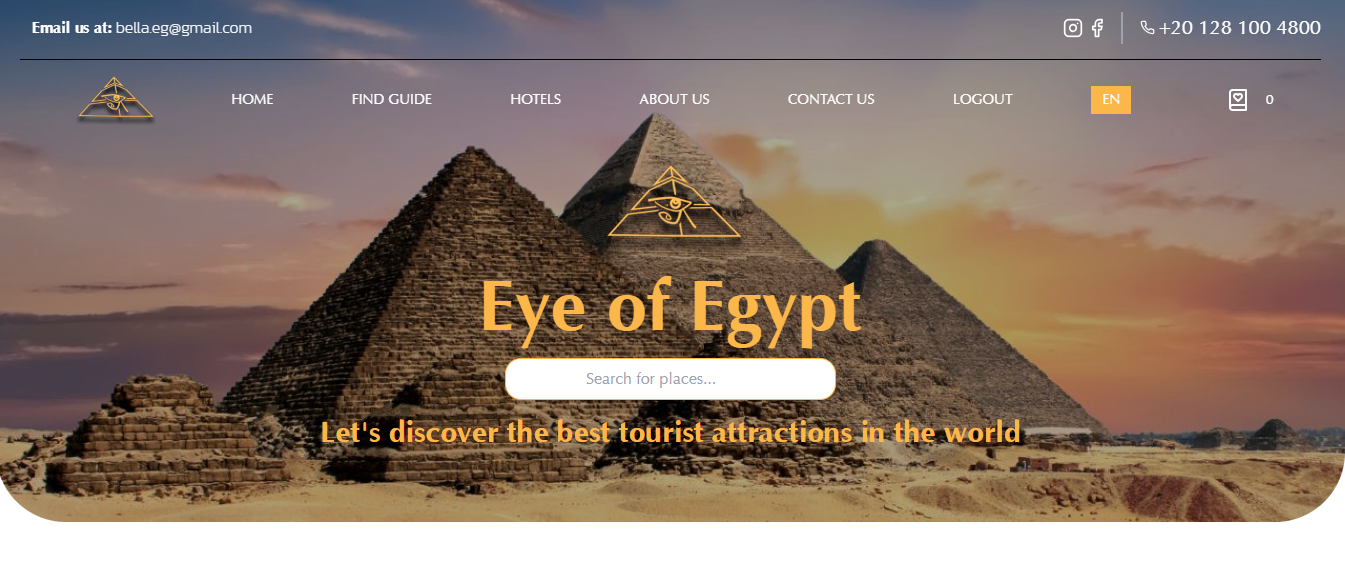 Email us at: bella.eg@gmail.com
+20 128 100 4800
HOME FIND GUIDE HOTELS ABOUT US CONTACT US LOGOUT EN 0
Eye of Egypt
Search for places...
Let's discover the best tourist attractions in the world